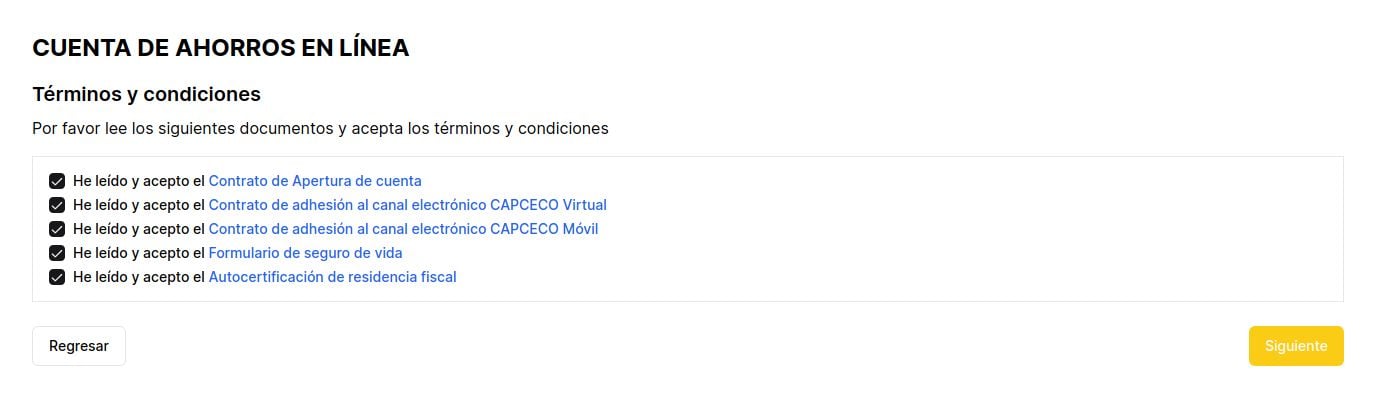 CUENTA DE AHORROS EN LÍNEA
Términos y condiciones
Por favor lee los siguientes documentos y acepta los términos y condiciones
He leído y acepto el Contrato de Apertura de cuenta
He leído y acepto el Contrato de adhesión al canal electrónico CAPCECO Virtual
He leído y acepto el Contrato de adhesión al canal electrónico CAPCECO Móvil
He leído y acepto el Formulario de seguro de vida
He leído y acepto el Autocertificación de residencia fiscal
Regresar
Siguiente